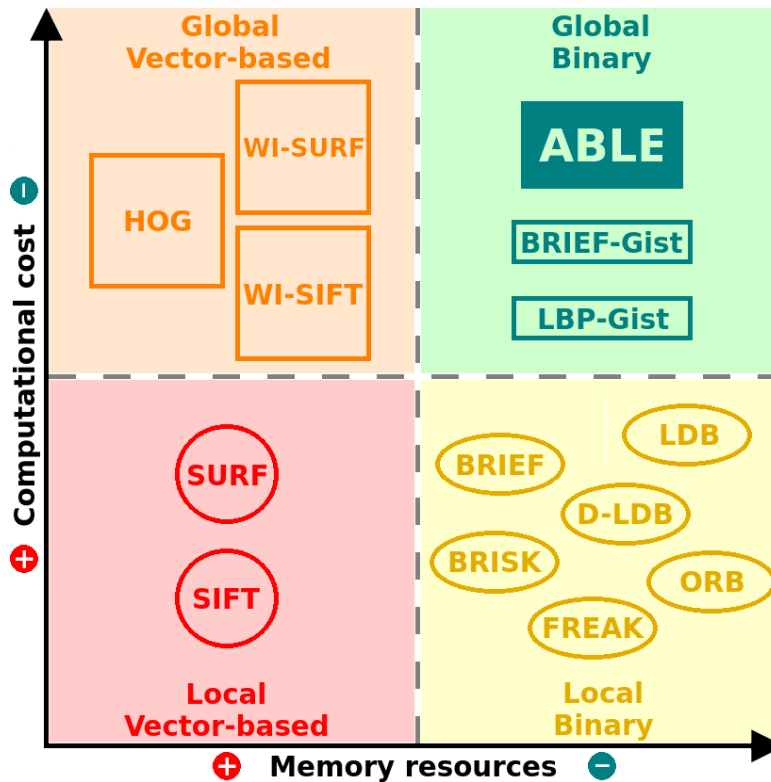 Global
Vector-based
Global
Binary
WI-SURF
ABLE
HOG
BRIEF-Gist
WI-SIFT
LBP-Gist
− Computational cost +
SURF
LDB
BRIEF
D-LDB
BRISK
SIFT
ORB
FREAK
Local
Vector-based
Local
Binary
+ Memory resources −